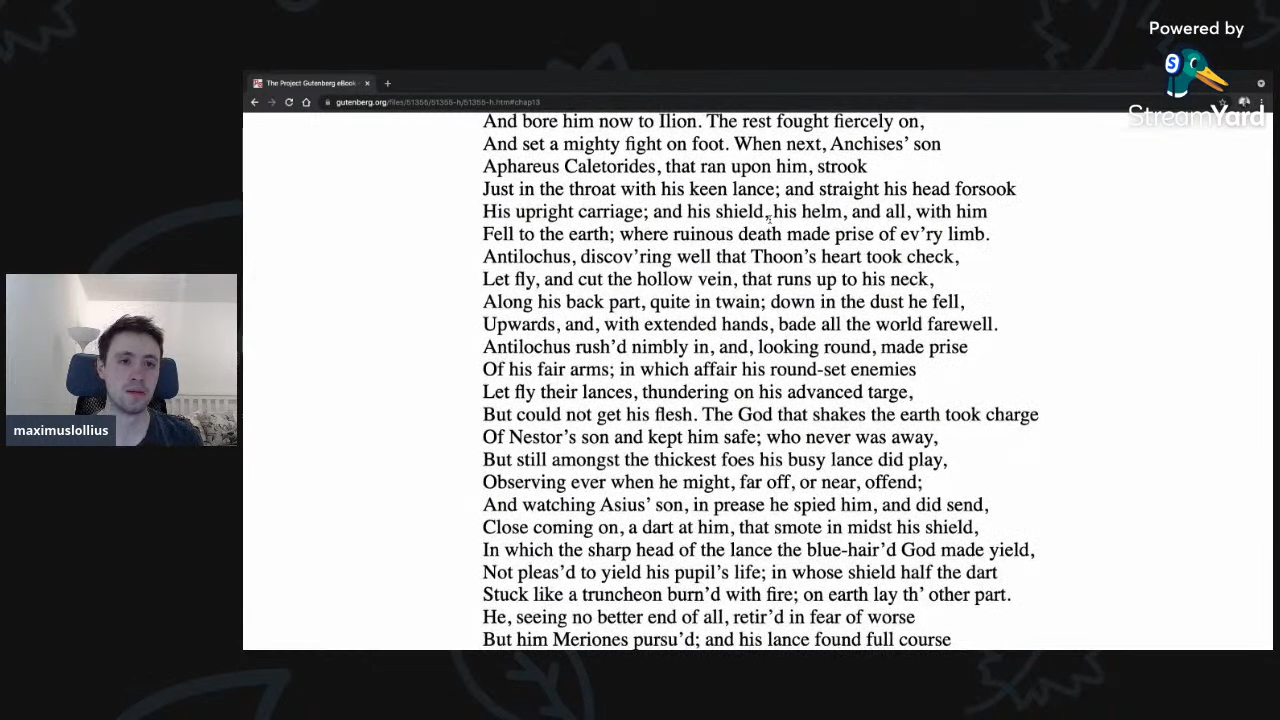 Powered by
StreamYard
The Project Gutenberg eBook
gutenberg.org/files/51355/51355-h/51355-h.htm#chap13
And bore him now to Ilion. The rest fought fiercely on,
And set a mighty fight on foot. When next, Anchises’ son
Aphareus Caletorides, that ran upon him, strook
Just in the throat with his keen lance; and straight his head forsook
His upright carriage; and his shield, his helm, and all, with him
Fell to the earth; where ruinous death made prise of ev’ry limb.
Antilochus, discov’ring well that Thoon’s heart took check,
Let fly, and cut the hollow vein, that runs up to his neck,
Along his back part, quite in twain; down in the dust he fell,
Upwards, and, with extended hands, bade all the world farewell.
Antilochus rush’d nimbly in, and, looking round, made prise
Of his fair arms; in which affair his round-set enemies
Let fly their lances, thundering on his advanced targe,
But could not get his flesh. The God that shakes the earth took charge
Of Nestor’s son and kept him safe; who never was away,
But still amongst the thickest foes his busy lance did play,
Observing ever when he might, far off, or near, offend;
And watching Asius’ son, in prease he spied him, and did send,
Close coming on, a dart at him, that smote in midst his shield,
In which the sharp head of the lance the blue-hair’d God made yield,
Not pleas’d to yield his pupil’s life; in whose shield half the dart
Stuck like a truncheon burn’d with fire; on earth lay th’ other part.
He, seeing no better end of all, retir’d in fear of worse
But him Meriones pursu’d; and his lance found full course
maximuslollius